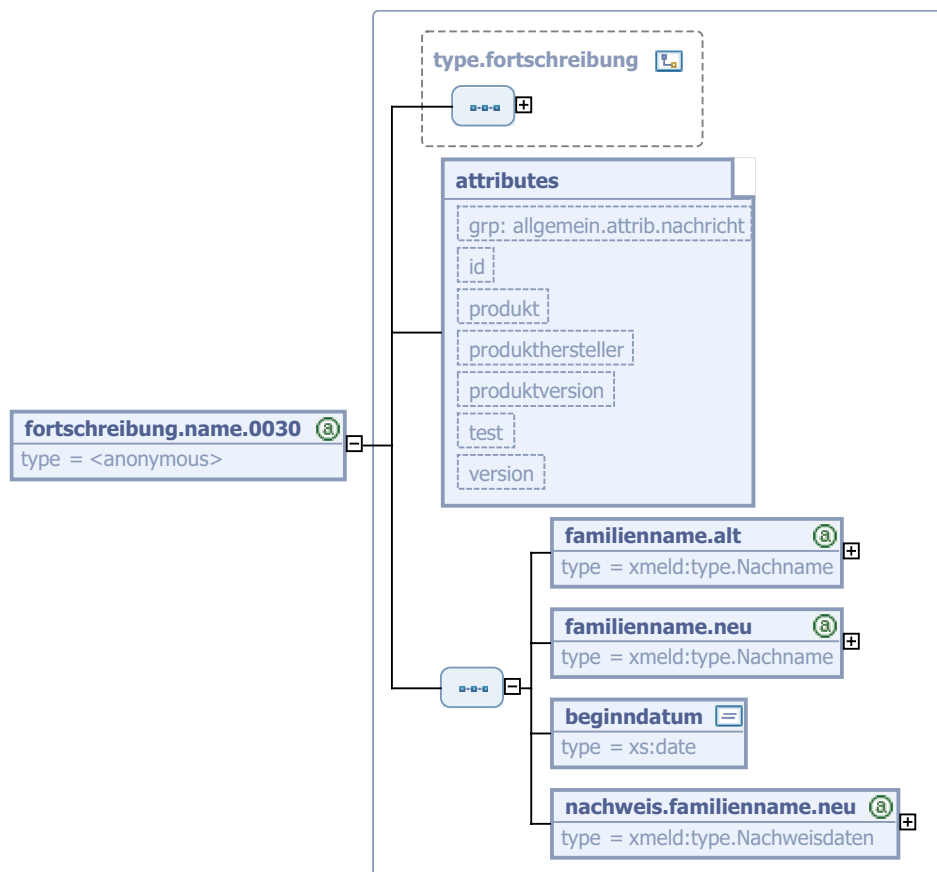 type.fortschreibung
attributes
grp: allgemein.attrib.nachricht
id
produkt
produkthersteller
produktversion
test
version
fortschreibung.name.0030
type = <anonymous>
familienname.alt
type = xmeld:type.Nachname
familienname.neu
type = xmeld:type.Nachname
beginndatum
type = xs:date
nachweis.familienname.neu
type = xmeld:type.Nachweisdaten